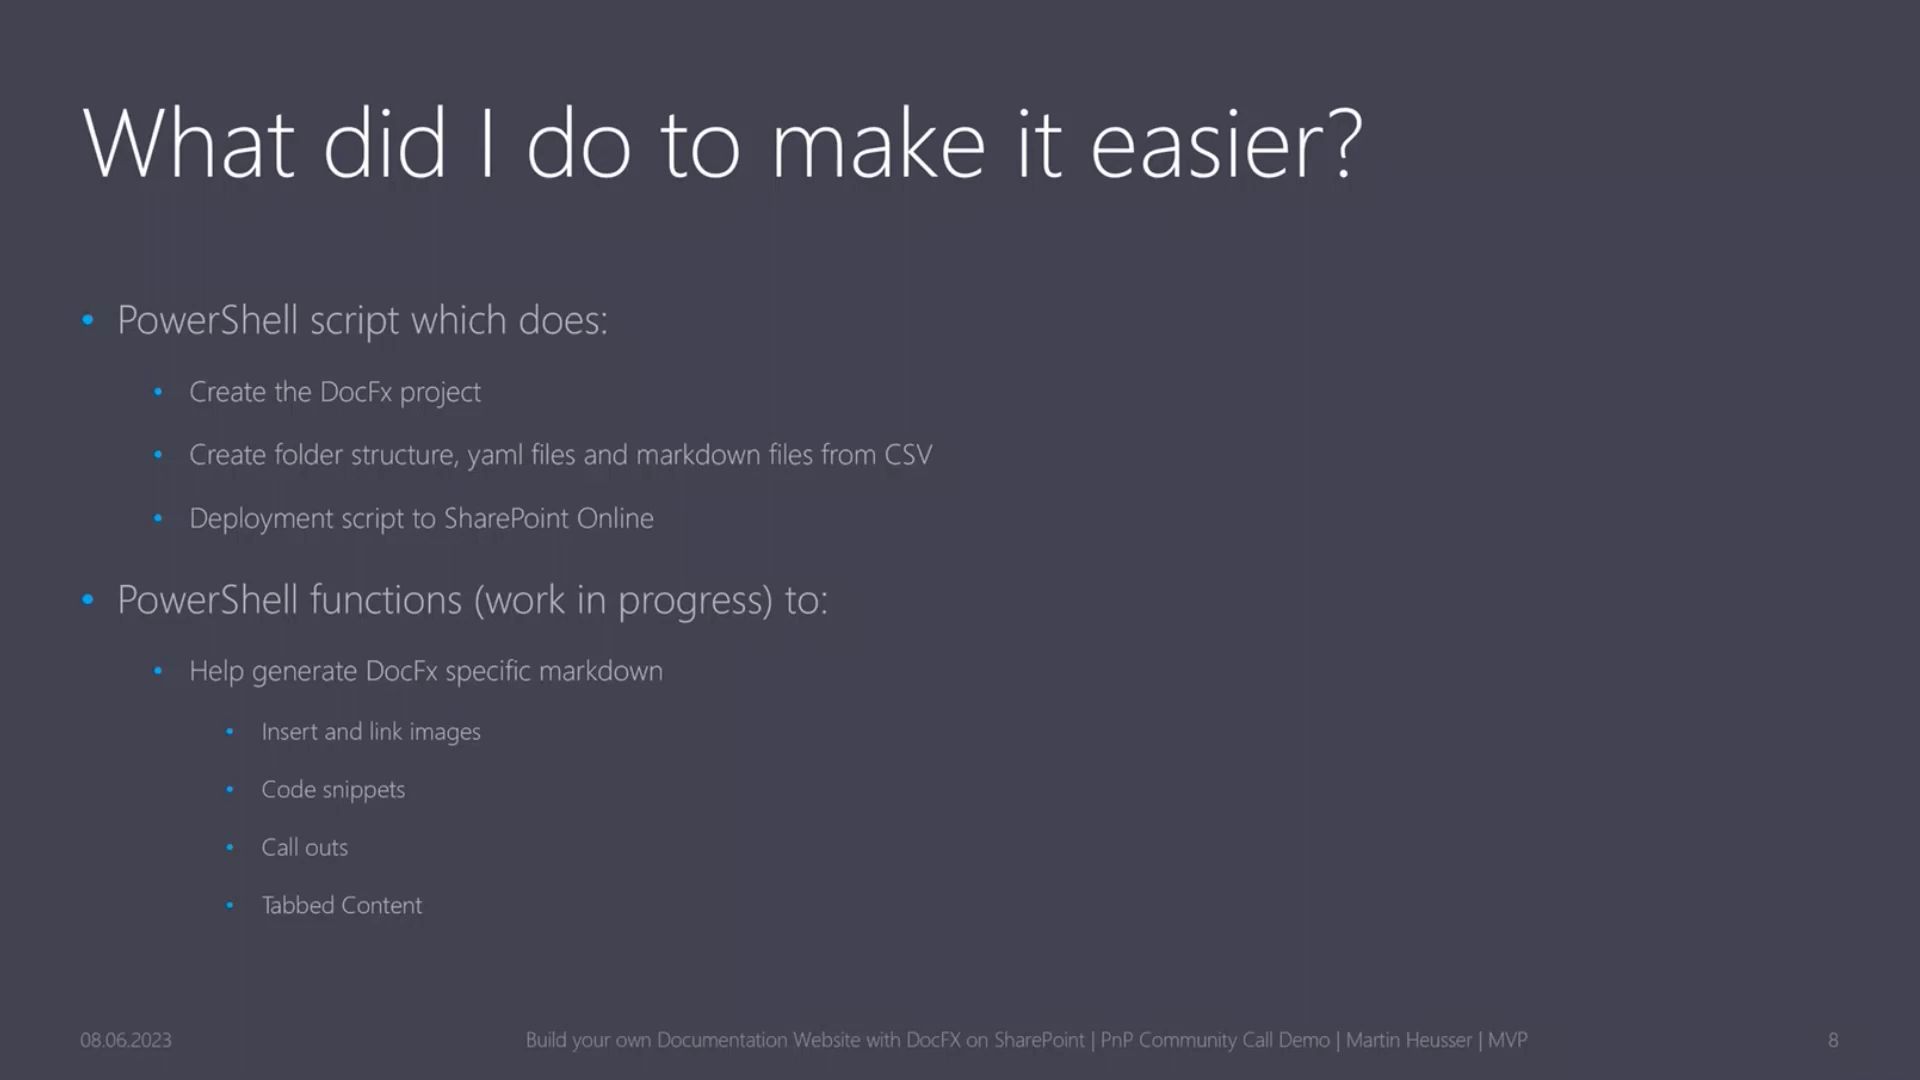 What did I do to make it easier?
• PowerShell script which does:
• Create the DocFx project
• Create folder structure, yaml files and markdown files from CSV
• Deployment script to SharePoint Online
• PowerShell functions (work in progress) to:
• Help generate DocFx specific markdown
• Insert and link images
• Code snippets
• Call outs
• Tabbed Content
08.06.2023
Build your own Documentation Website with DocFX on SharePoint | PnP Community Call Demo | Martin Heusser | MVP
8